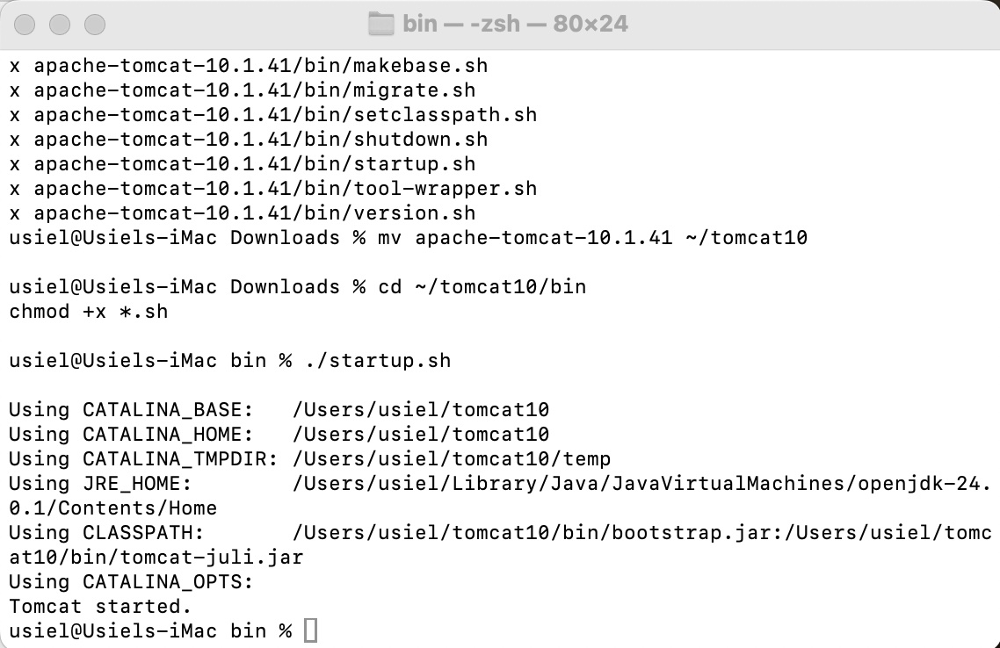 bin — -zsh — 80×24
x apache-tomcat-10.1.41/bin/makebase.sh
x apache-tomcat-10.1.41/bin/migrate.sh
x apache-tomcat-10.1.41/bin/setclasspath.sh
x apache-tomcat-10.1.41/bin/shutdown.sh
x apache-tomcat-10.1.41/bin/startup.sh
x apache-tomcat-10.1.41/bin/tool-wrapper.sh
x apache-tomcat-10.1.41/bin/version.sh
usiel@Usiels-iMac Downloads % mv apache-tomcat-10.1.41 ~/tomcat10
usiel@Usiels-iMac Downloads % cd ~/tomcat10/bin
chmod +x *.sh
usiel@Usiels-iMac bin % ./startup.sh
Using CATALINA_BASE:   /Users/usiel/tomcat10
Using CATALINA_HOME:   /Users/usiel/tomcat10
Using CATALINA_TMPDIR: /Users/usiel/tomcat10/temp
Using JRE_HOME:        /Users/usiel/Library/Java/JavaVirtualMachines/openjdk-24.
0.1/Contents/Home
Using CLASSPATH:       /Users/usiel/tomcat10/bin/bootstrap.jar:/Users/usiel/tomc
at10/bin/tomcat-juli.jar
Using CATALINA_OPTS:
Tomcat started.
usiel@Usiels-iMac bin %